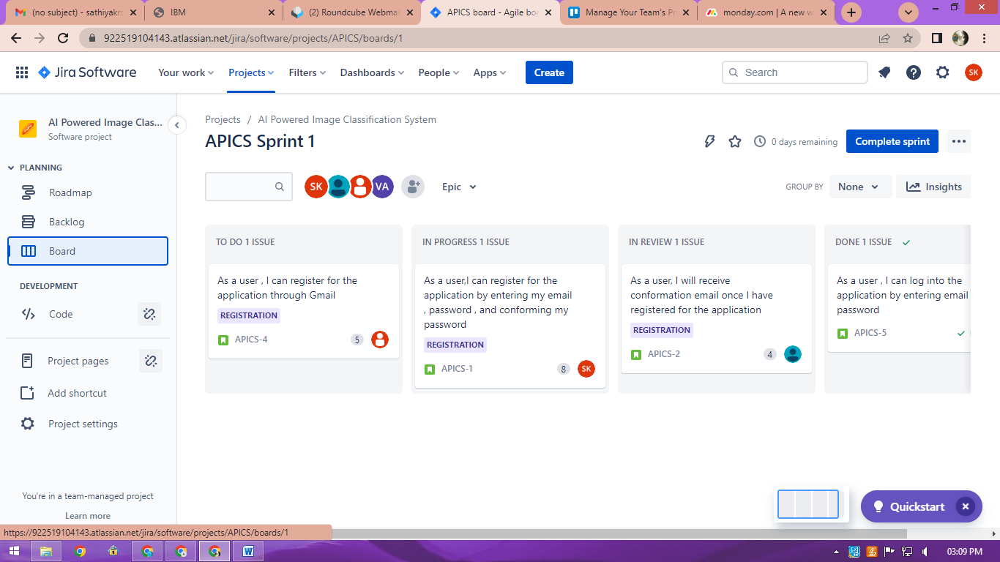 (no subject) - sathiyakrs
IBM
(2) Roundcube Webma
APICS board - Agile boa
Manage Your Team's Pr
monday.com | A new w
922519104143.atlassian.net/jira/software/projects/APICS/boards/1
Jira Software
Your work
Projects
Filters
Dashboards
People
Apps
Create
Search
SK
AI Powered Image Clas...
Software project
PLANNING
Roadmap
Backlog
Board
DEVELOPMENT
Code
Project pages
Add shortcut
Project settings
You're in a team-managed project
Learn more
Projects / AI Powered Image Classification System
APICS Sprint 1
0 days remaining
Complete sprint
SK
VA
Epic
GROUP BY
None
Insights
TO DO 1 ISSUE
As a user , I can register for the
application through Gmail
REGISTRATION
APICS-4
5
IN PROGRESS 1 ISSUE
As a user,I can register for the
application by entering my email
, password , and conforming my
password
REGISTRATION
APICS-1
8
SK
IN REVIEW 1 ISSUE
As a user, I will receive
conformation email once I have
registered for the application
REGISTRATION
APICS-2
4
DONE 1 ISSUE
As a user , I can log into the
application by entering email
password
APICS-5
Quickstart
https://922519104143.atlassian.net/jira/software/projects/APICS/boards/1
03:09 PM